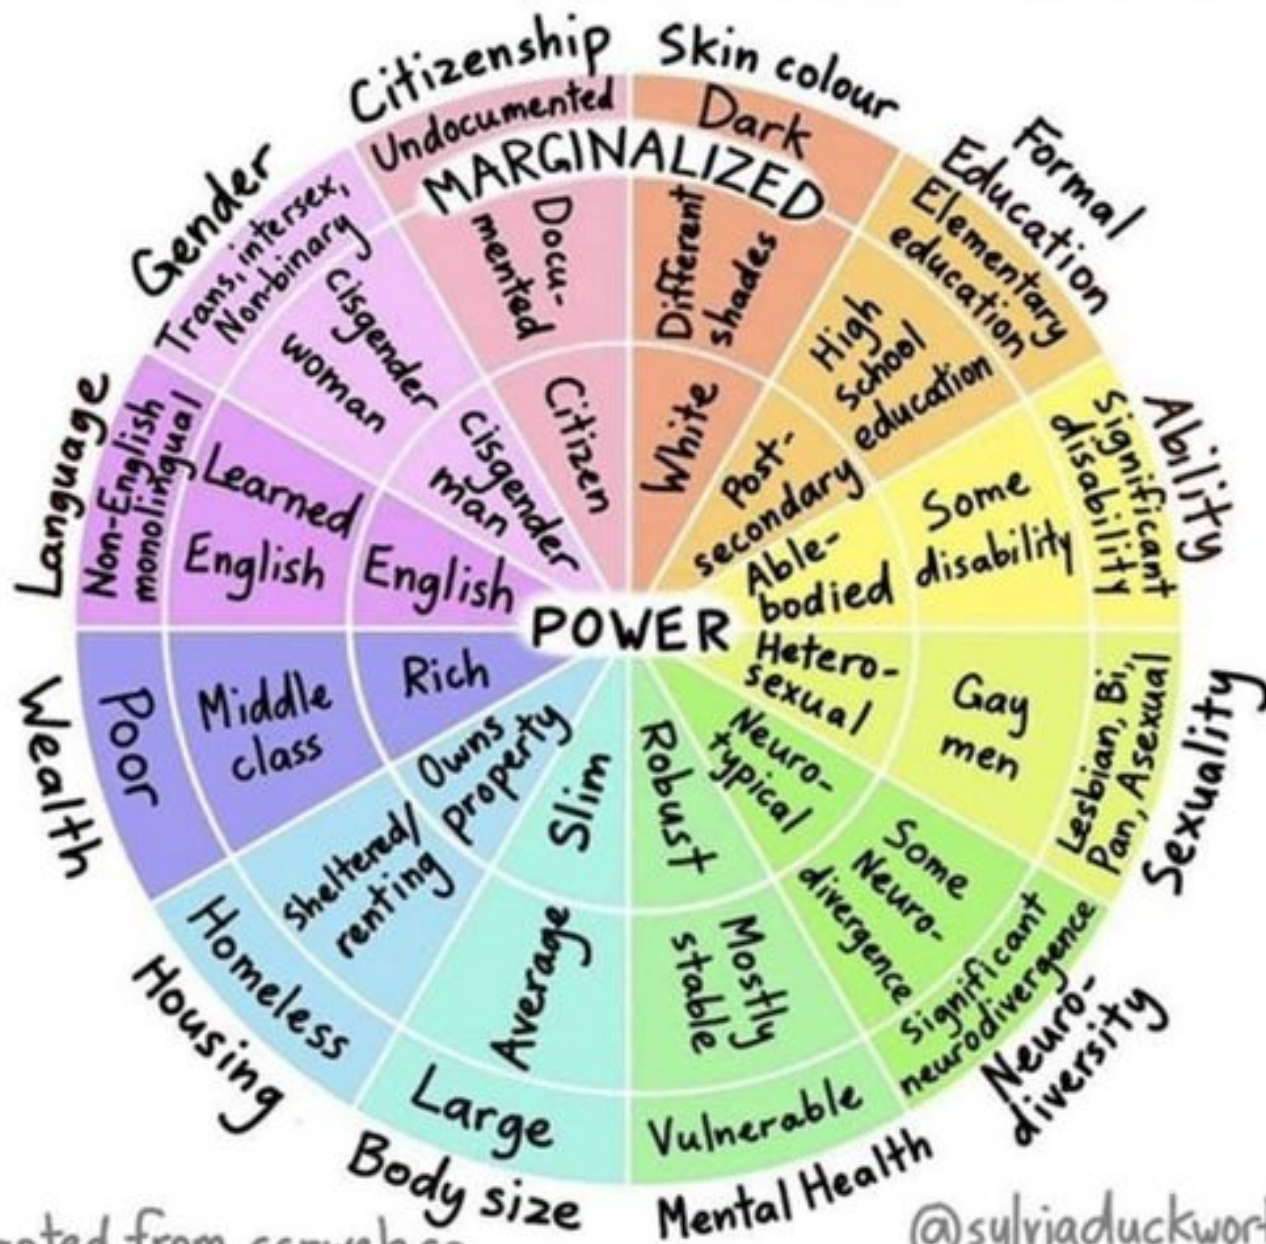 Citizenship
Undocumented
Docu-
mented
Citizen
Skin colour
Dark
Different
shades
White
Formal
Education
Elementary
education
High
school
education
Post-
secondary
Ability
Significant
disability
Some
disability
Able-
bodied
Sexuality
Lesbian, Bi,
Pan, Asexual
Gay
men
Hetero-
sexual
Neuro-
diversity
Significant
neurodivergence
Some
Neuro-
divergence
Neuro-
typical
Mental Health
Vulnerable
Mostly
stable
Robust
Body size
Large
Average
Slim
Housing
Homeless
Sheltered/
renting
Owns
property
Wealth
Poor
Middle
class
Rich
Language
Non-English
monolingual
Learned
English
English
Gender
Trans, intersex,
Non-binary
cisgender
woman
cisgender
man
MARGINALIZED
POWER
from
@sylviaduckwort